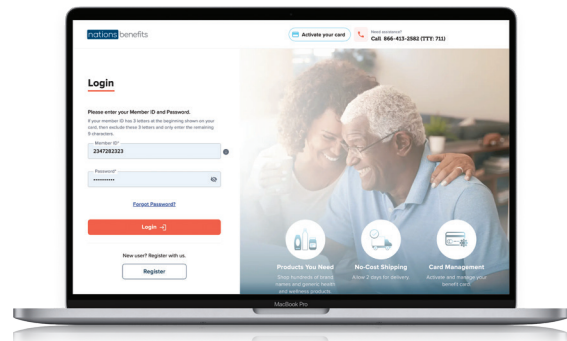 nations benefits
Activate your card
Need assistance?
Call 866-413-2582 (TTY: 711)
Login
Please enter your Member ID and Password.
If your member ID has 3 letters at the beginning shown on your
card, then exclude these 3 letters and only enter the remaining
9 characters.
Member ID*
2347282323
Password*
Forgot Password?
Login
New user? Register with us.
Register
Products You Need
Shop hundreds of brand
names and generic health
and wellness products.
No-Cost Shipping
Allow 2 days for delivery.
Card Management
Activate and manage your
benefit card.
MacBook Pro